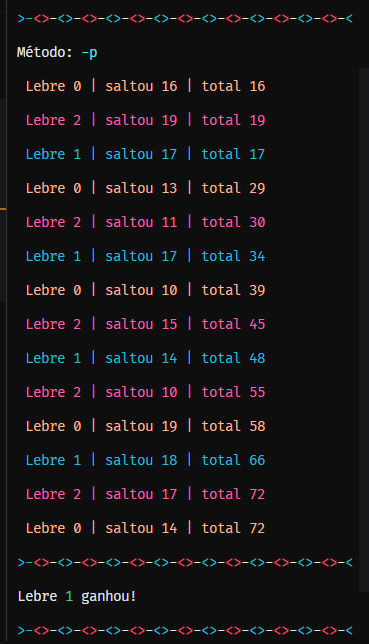 >-<>-<>-<>-<>-<>-<>-<>-<>-<>-<>-<>-<>-<
Método: -p
Lebre 0 | saltou 16 | total 16
Lebre 2 | saltou 19 | total 19
Lebre 1 | saltou 17 | total 17
Lebre 0 | saltou 13 | total 29
Lebre 2 | saltou 11 | total 30
Lebre 1 | saltou 17 | total 34
Lebre 0 | saltou 10 | total 39
Lebre 2 | saltou 15 | total 45
Lebre 1 | saltou 14 | total 48
Lebre 2 | saltou 10 | total 55
Lebre 0 | saltou 19 | total 58
Lebre 1 | saltou 18 | total 66
Lebre 2 | saltou 17 | total 72
Lebre 0 | saltou 14 | total 72
>-<>-<>-<>-<>-<>-<>-<>-<>-<>-<>-<>-<>-<
Lebre 1 ganhou!
>-<>-<>-<>-<>-<>-<>-<>-<>-<>-<>-<>-<>-<